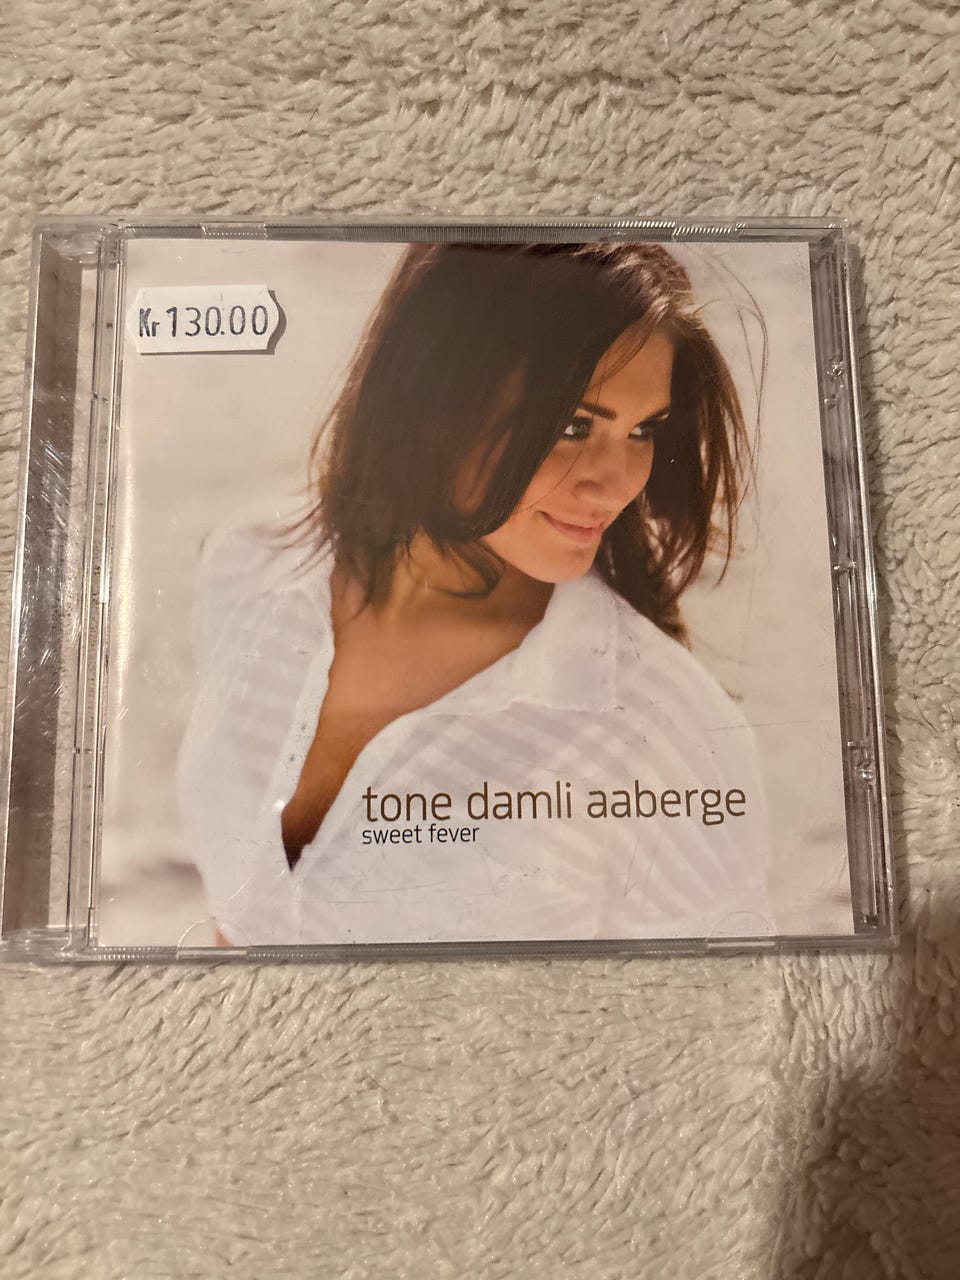 Kr 130.00
tone damli aaberge
sweet fever